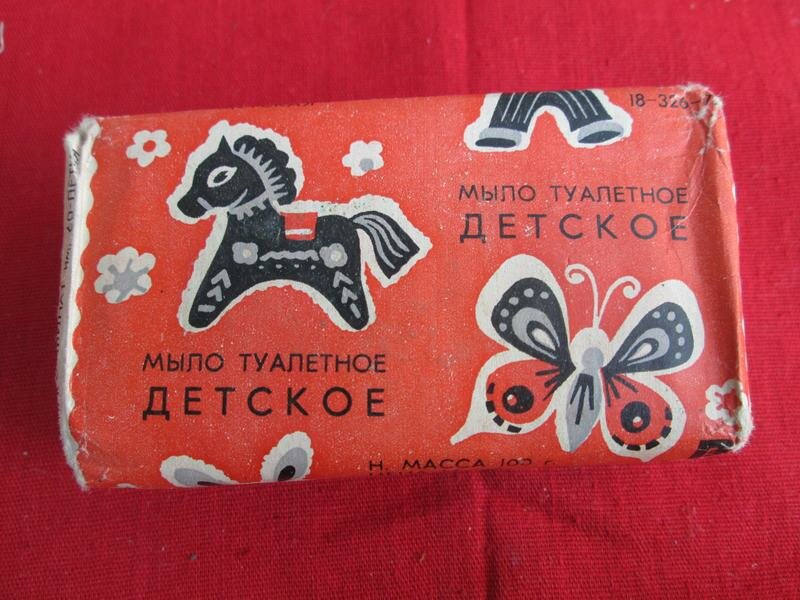 18-326
МЫЛО ТУАЛЕТНОЕ
ДЕТСКОЕ
МЫЛО ТУАЛЕТНОЕ
ДЕТСКОЕ
Н. МАССА